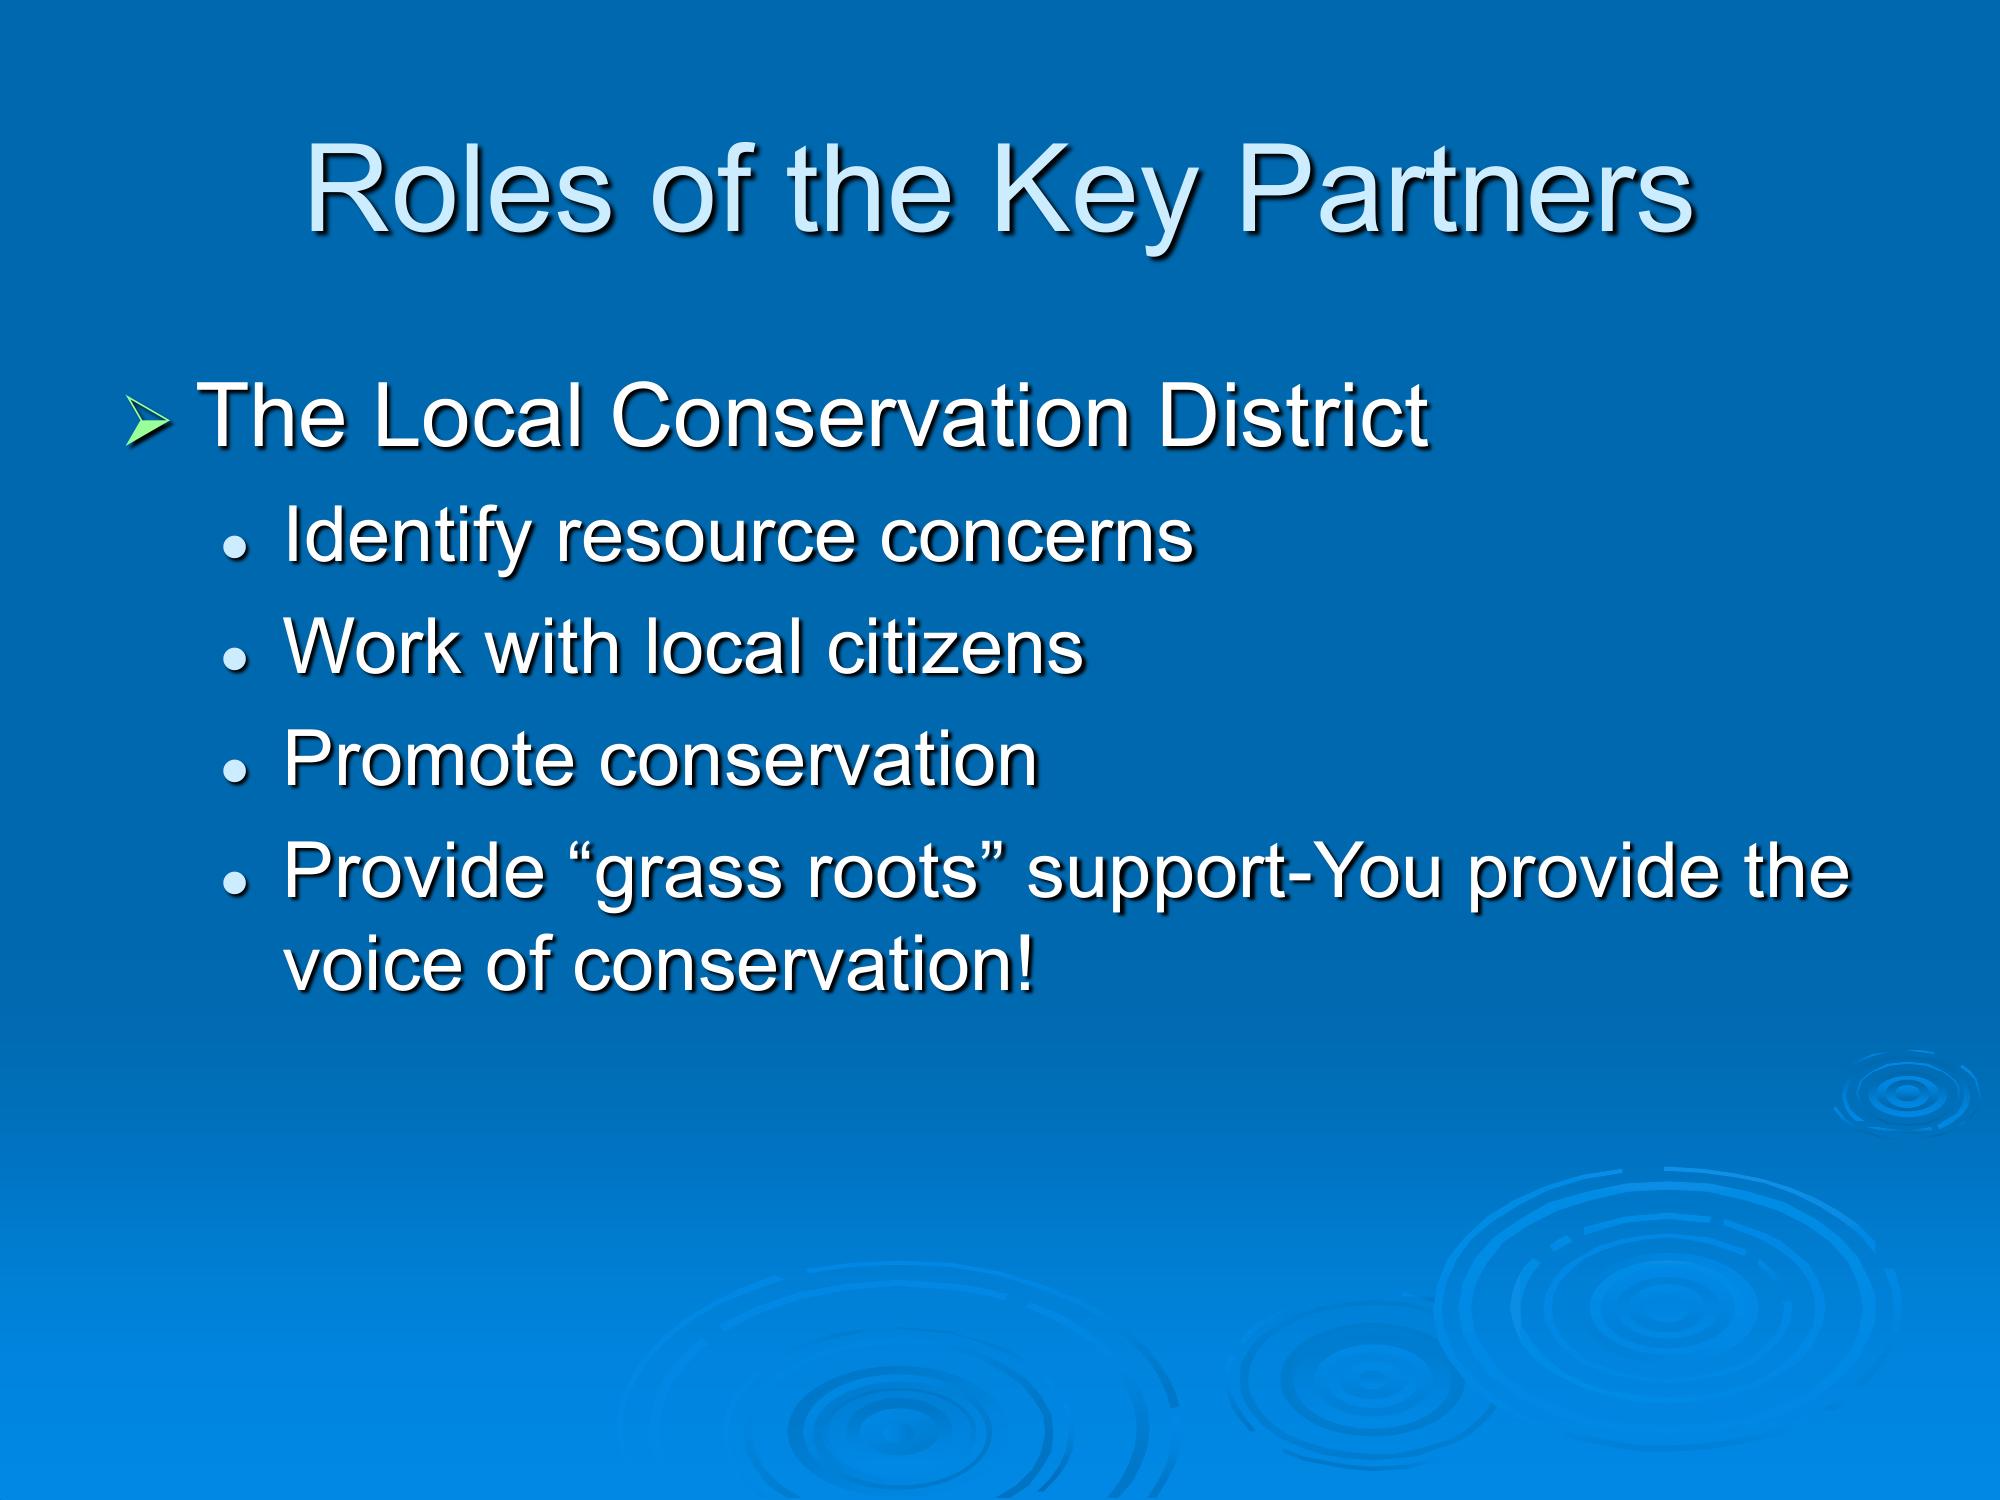 Roles of the Key Partners
The Local Conservation District
Identify resource concerns
Work with local citizens
Promote conservation
Provide “grass roots” support-You provide the
voice of conservation!